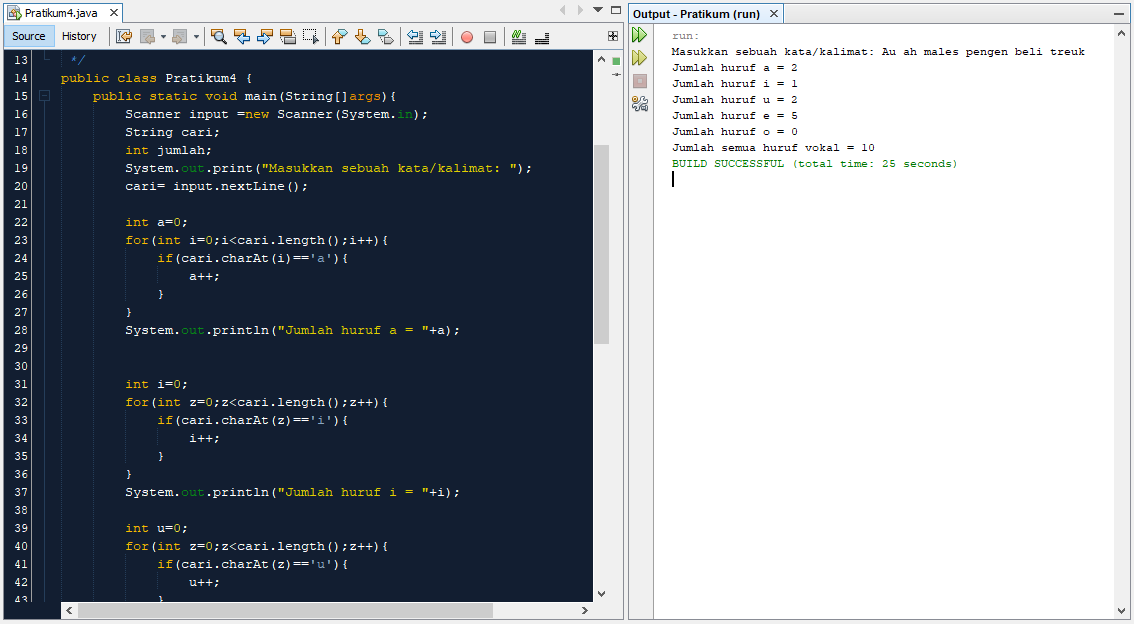 Pratikum4.java
Source History
13 */
14 public class Pratikum4 {
15 public static void main(String[]args){
16 Scanner input =new Scanner(System.in);
17 String cari;
18 int jumlah;
19 System.out.print("Masukkan sebuah kata/kalimat: ");
20 cari= input.nextLine();
21
22 int a=0;
23 for(int i=0;i<cari.length();i++){
24 if(cari.charAt(i)=='a'){
25 a++;
26 }
27 }
28 System.out.println("Jumlah huruf a = "+a);
29
30
31 int i=0;
32 for(int z=0;z<cari.length();z++){
33 if(cari.charAt(z)=='i'){
34 i++;
35 }
36 }
37 System.out.println("Jumlah huruf i = "+i);
38
39 int u=0;
40 for(int z=0;z<cari.length();z++){
41 if(cari.charAt(z)=='u'){
42 u++;
43 }
Output - Pratikum (run)
run:
Masukkan sebuah kata/kalimat: Au ah males pengen beli treuk
Jumlah huruf a = 2
Jumlah huruf i = 1
Jumlah huruf u = 2
Jumlah huruf e = 5
Jumlah huruf o = 0
Jumlah semua huruf vokal = 10
BUILD SUCCESSFUL (total time: 25 seconds)